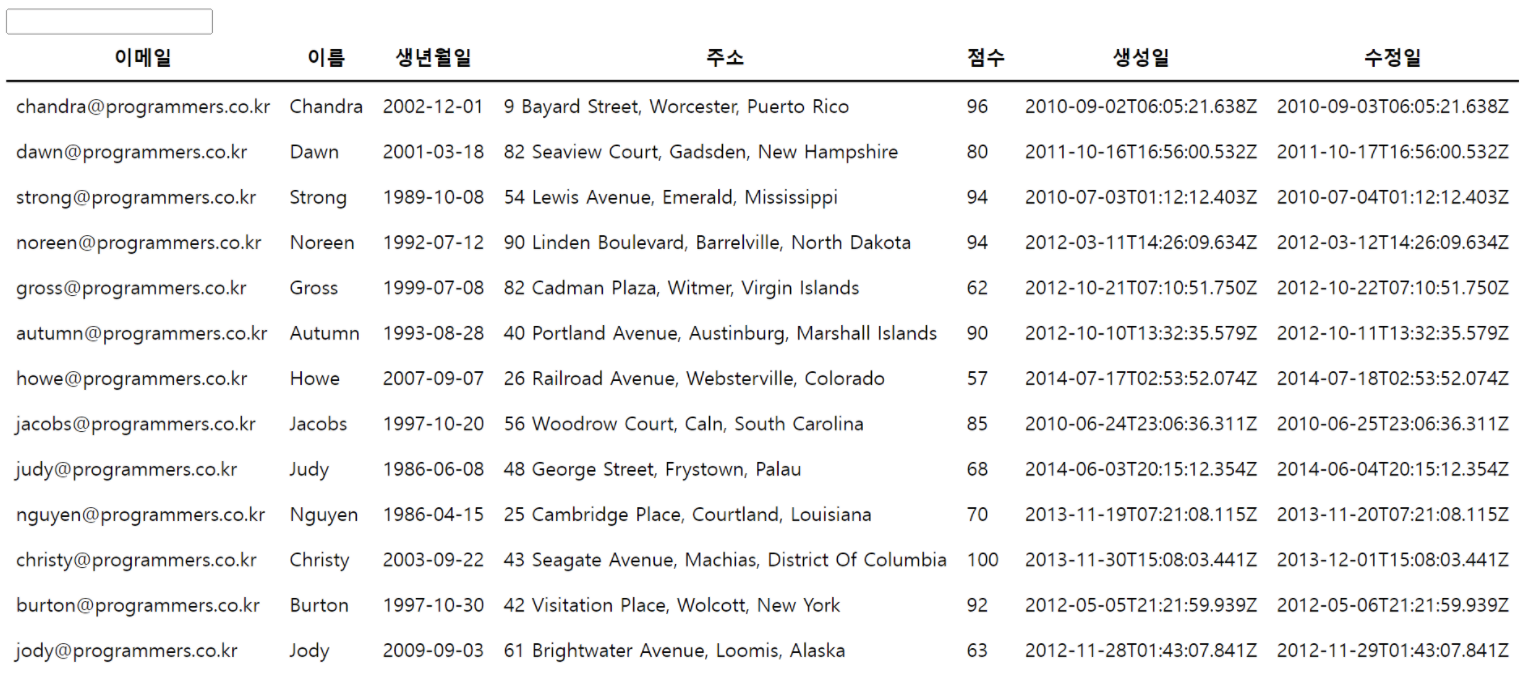 이메일 이름 생년월일 주소 점수 생성일 수정일
chandra@programmers.co.kr Chandra 2002-12-01 9 Bayard Street, Worcester, Puerto Rico 96 2010-09-02T06:05:21.638Z 2010-09-03T06:05:21.638Z
dawn@programmers.co.kr Dawn 2001-03-18 82 Seaview Court, Gadsden, New Hampshire 80 2011-10-16T16:56:00.532Z 2011-10-17T16:56:00.532Z
strong@programmers.co.kr Strong 1989-10-08 54 Lewis Avenue, Emerald, Mississippi 94 2010-07-03T01:12:12.403Z 2010-07-04T01:12:12.403Z
noreen@programmers.co.kr Noreen 1992-07-12 90 Linden Boulevard, Barrelville, North Dakota 94 2012-03-11T14:26:09.634Z 2012-03-12T14:26:09.634Z
gross@programmers.co.kr Gross 1999-07-08 82 Cadman Plaza, Witmer, Virgin Islands 62 2012-10-21T07:10:51.750Z 2012-10-22T07:10:51.750Z
autumn@programmers.co.kr Autumn 1993-08-28 40 Portland Avenue, Austinburg, Marshall Islands 90 2012-10-10T13:32:35.579Z 2012-10-11T13:32:35.579Z
howe@programmers.co.kr Howe 2007-09-07 26 Railroad Avenue, Websterville, Colorado 57 2014-07-17T02:53:52.074Z 2014-07-18T02:53:52.074Z
jacobs@programmers.co.kr Jacobs 1997-10-20 56 Woodrow Court, Caln, South Carolina 85 2010-06-24T23:06:36.311Z 2010-06-25T23:06:36.311Z
judy@programmers.co.kr Judy 1986-06-08 48 George Street, Frystown, Palau 68 2014-06-03T20:15:12.354Z 2014-06-04T20:15:12.354Z
nguyen@programmers.co.kr Nguyen 1986-04-15 25 Cambridge Place, Courtland, Louisiana 70 2013-11-19T07:21:08.115Z 2013-11-20T07:21:08.115Z
christy@programmers.co.kr Christy 2003-09-22 43 Seagate Avenue, Machias, District Of Columbia 100 2013-11-30T15:08:03.441Z 2013-12-01T15:08:03.441Z
burton@programmers.co.kr Burton 1997-10-30 42 Visitation Place, Wolcott, New York 92 2012-05-05T21:21:59.939Z 2012-05-06T21:21:59.939Z
jody@programmers.co.kr Jody 2009-09-03 61 Brightwater Avenue, Loomis, Alaska 63 2012-11-28T01:43:07.841Z 2012-11-29T01:43:07.841Z